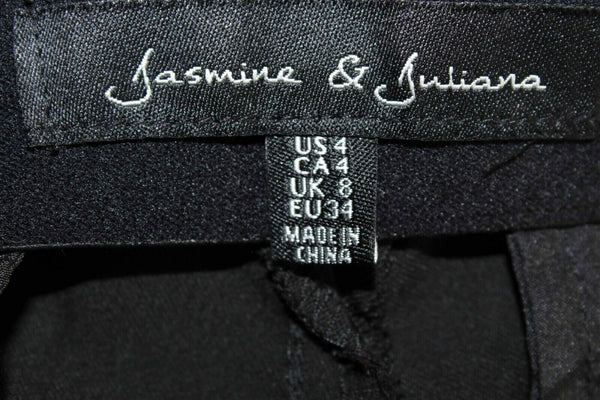 Jasmine & Juliana
US 4
CA 4
UK 8
EU 34
MADE IN
CHINA